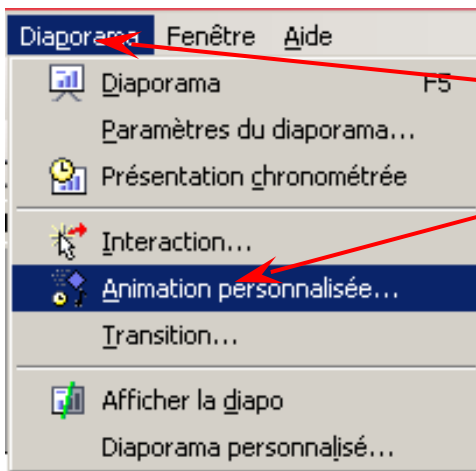 Diaporama Fenêtre Aide
Diaporama F5
Paramètres du diaporama...
Présentation chronométrée
Interaction...
Animation personnalisée...
Transition...
Afficher la diapo
Diaporama personnalisé...